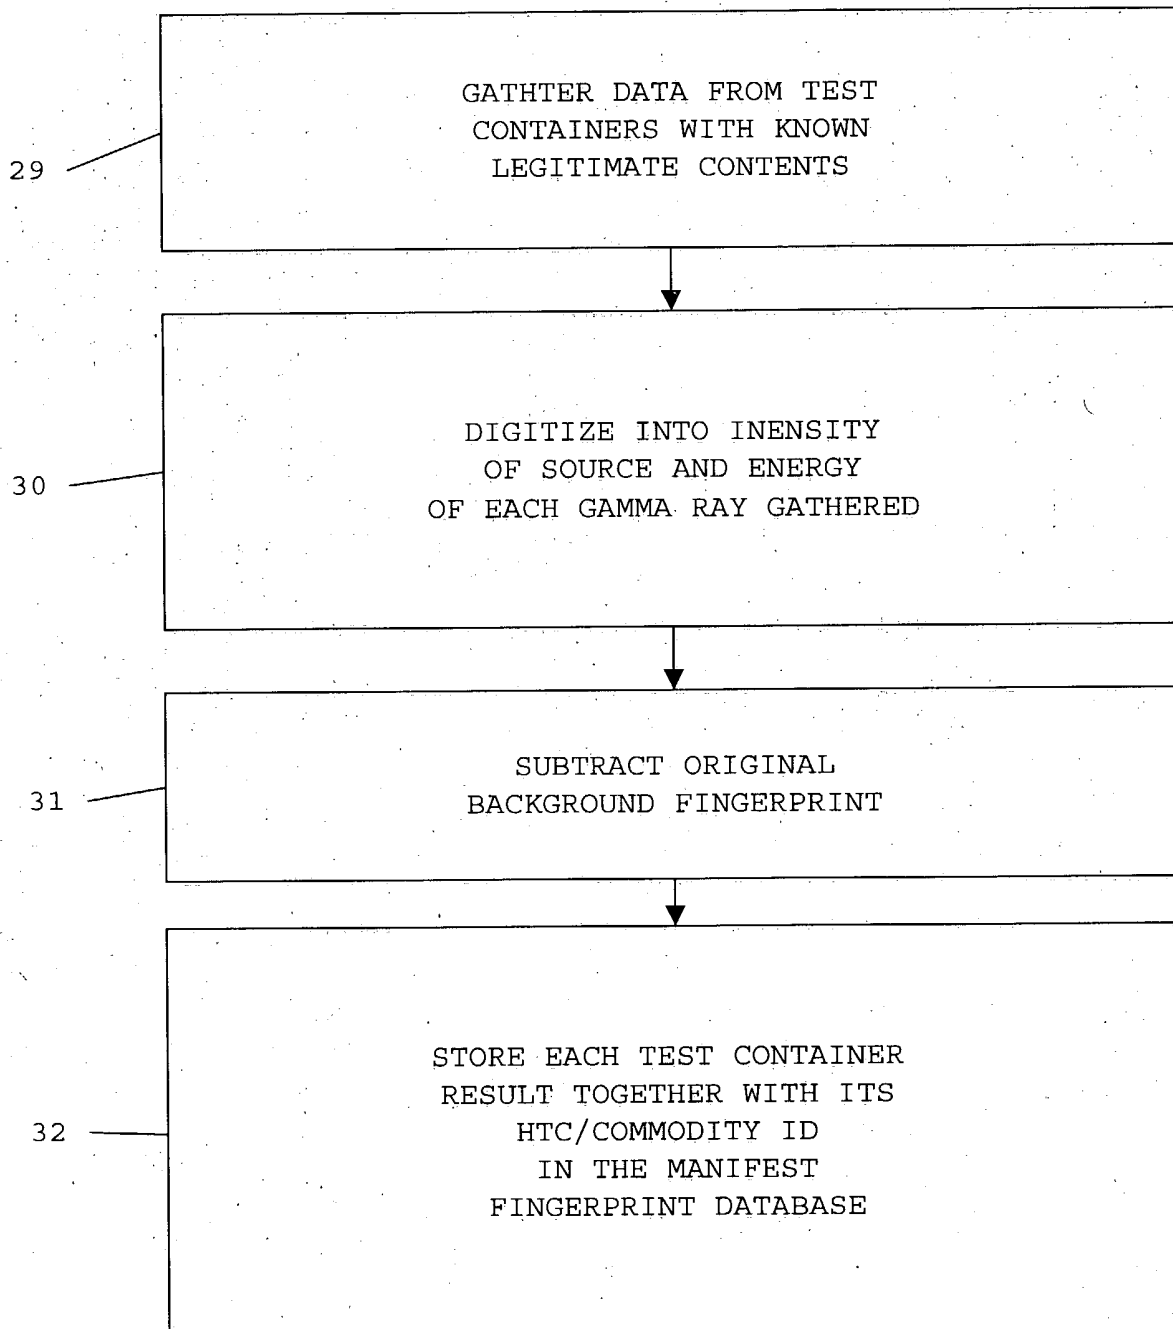 GATHTER DATA FROM TEST
CONTAINERS WITH KNOWN
LEGITIMATE CONTENTS
29
DIGITIZE INTO INENSITY
OF SOURCE AND ENERGY
OF EACH GAMMA RAY GATHERED
30
SUBTRACT ORIGINAL
BACKGROUND FINGERPRINT
31
STORE EACH TEST CONTAINER
RESULT TOGETHER WITH ITS
HTC/COMMODITY ID
IN THE MANIFEST
FINGERPRINT DATABASE
32